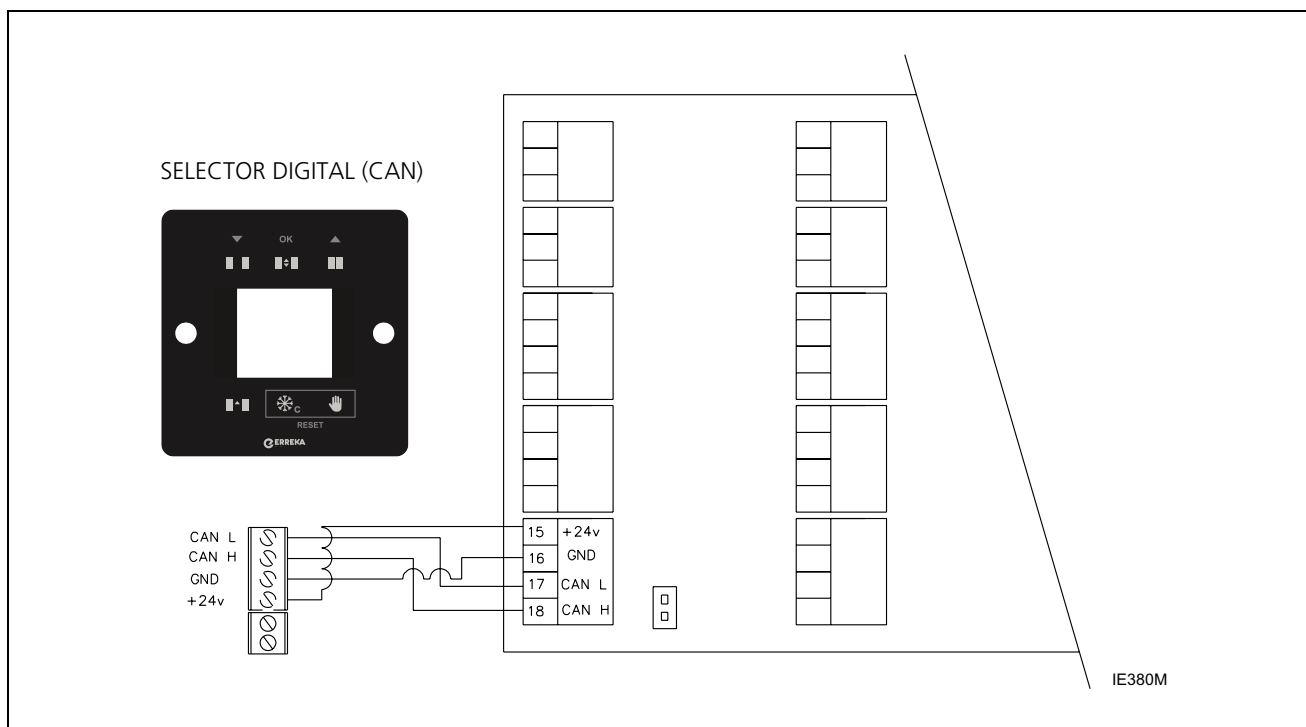 SELECTOR DIGITAL (CAN)
OK
C
RESET
ERREKA
CAN L
CAN H
GND
+24v
15 +24v
16 GND
17 CAN L
18 CAN H
IE380M